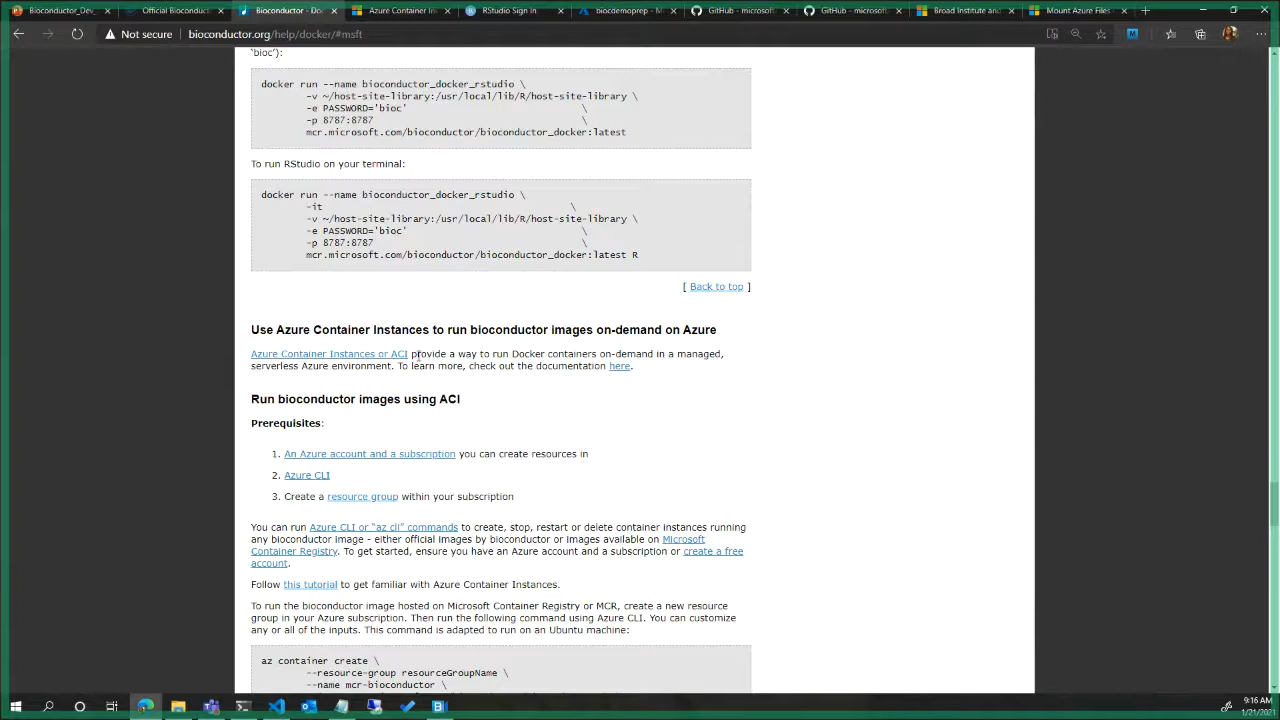 Bioconductor_Dev_
Official Bioconduct
Bioconductor - Doc
Azure Container In
RStudio Sign In
biocdemoprep - M
GitHub - microsof
GitHub - microsof
Broad Institute and
Mount Azure Files
Not secure
bioconductor.org/help/docker/#msft
'bioc'):
docker run --name bioconductor_docker_rstudio \
-v ~/host-site-library:/usr/local/lib/R/host-site-library \
-e PASSWORD='bioc' \
-p 8787:8787 \
mcr.microsoft.com/bioconductor/bioconductor_docker:latest
To run RStudio on your terminal:
docker run --name bioconductor_docker_rstudio \
-it \
-v ~/host-site-library:/usr/local/lib/R/host-site-library \
-e PASSWORD='bioc' \
-p 8787:8787 \
mcr.microsoft.com/bioconductor/bioconductor_docker:latest R
[ Back to top ]
Use Azure Container Instances to run bioconductor images on-demand on Azure
Azure Container Instances or ACI provide a way to run Docker containers on-demand in a managed,
serverless Azure environment. To learn more, check out the documentation here.
Run bioconductor images using ACI
Prerequisites:
1. An Azure account and a subscription you can create resources in
2. Azure CLI
3. Create a resource group within your subscription
You can run Azure CLI or "az cli" commands to create, stop, restart or delete container instances running
any bioconductor image - either official images by bioconductor or images available on Microsoft
Container Registry. To get started, ensure you have an Azure account and a subscription or create a free
account.
Follow this tutorial to get familiar with Azure Container Instances.
To run the bioconductor image hosted on Microsoft Container Registry or MCR, create a new resource
group in your Azure subscription. Then run the following command using Azure CLI. You can customize
any or all of the inputs. This command is adapted to run on an Ubuntu machine:
az container create \
--resource-group resourceGroupName \
--name mcr-bioconductor \
9:16 AM
1/21/2021